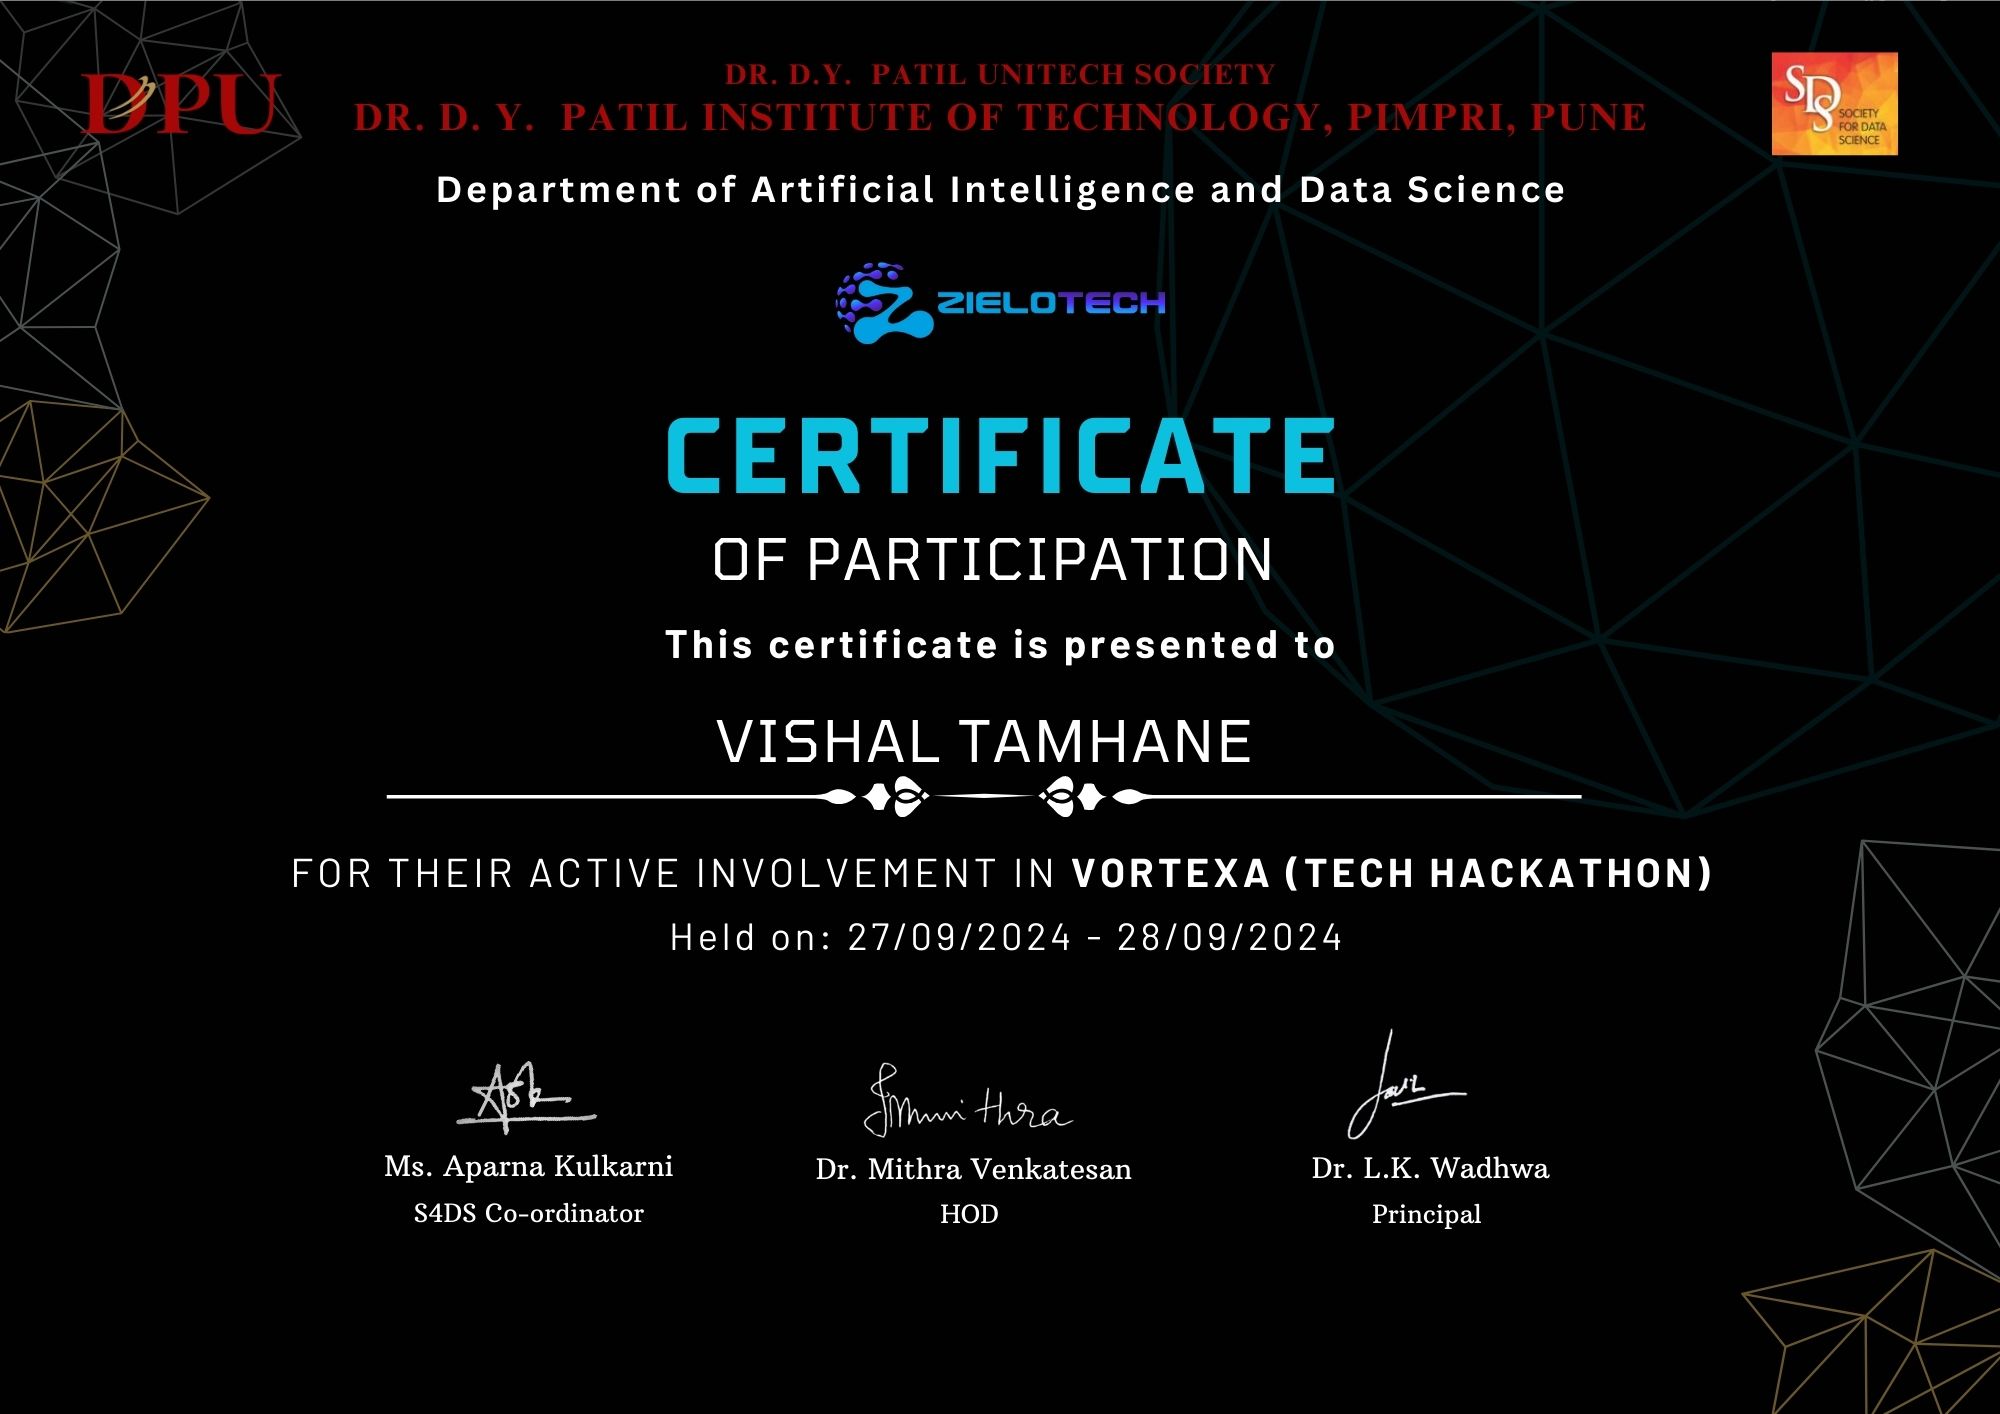 DPU
DR. D.Y. PATIL UNITECH SOCIETY
DR. D. Y. PATIL INSTITUTE OF TECHNOLOGY, PIMPRI, PUNE
SDS
SOCIETY
FOR DATA
SCIENCE
Department of Artificial Intelligence and Data Science
ZIELOTECH
CERTIFICATE
OF PARTICIPATION
This certificate is presented to
VISHAL TAMHANE
FOR THEIR ACTIVE INVOLVEMENT IN VORTEXA (TECH HACKATHON)
Held on: 27/09/2024 - 28/09/2024
Ms. Aparna Kulkarni
S4DS Co-ordinator
Dr. Mithra Venkatesan
HOD
Dr. L.K. Wadhwa
Principal